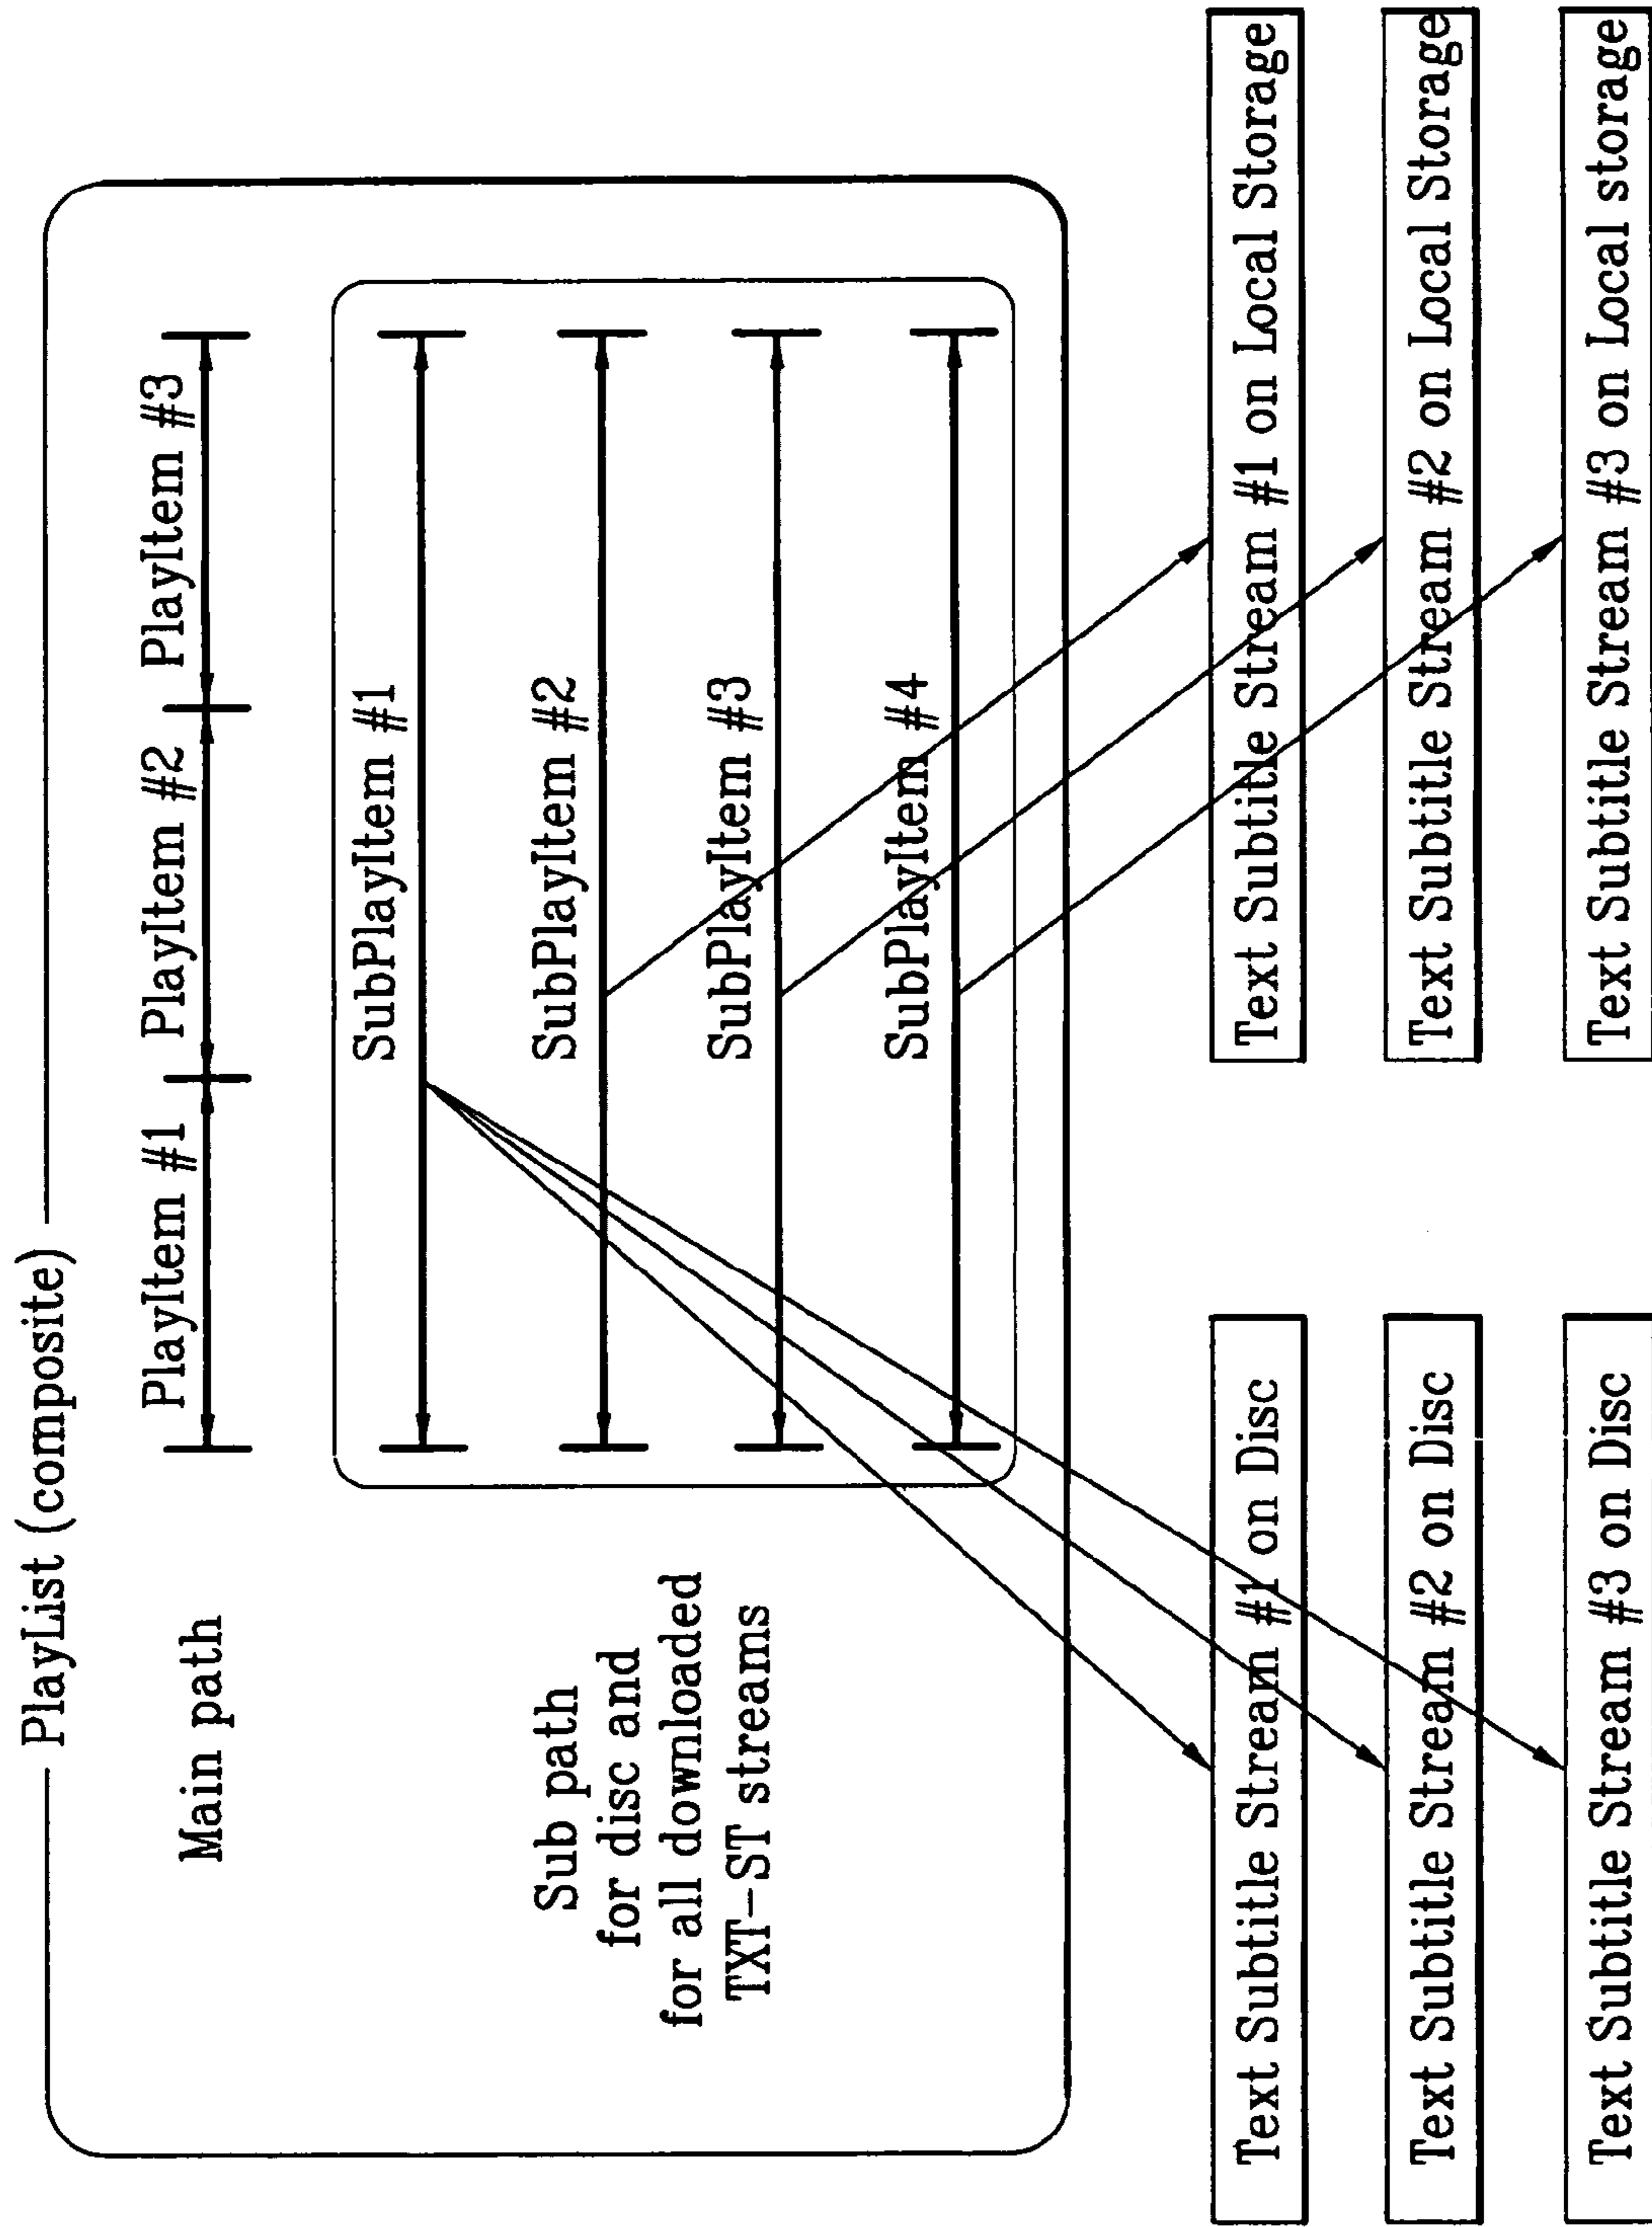 PlayList (composite)
Main path
PlayItem #1
PlayItem #2
PlayItem #3
Sub path
for disc and
for all downloaded
TXT-ST streams
SubPlayItem #1
SubPlayItem #2
SubPlayItem #3
SubPlayItem #4
Text Subtitle Stream #1 on Disc
Text Subtitle Stream #2 on Disc
Text Subtitle Stream #3 on Disc
Text Subtitle Stream #1 on Local Storage
Text Subtitle Stream #2 on Local Storage
Text Subtitle Stream #3 on Local storage